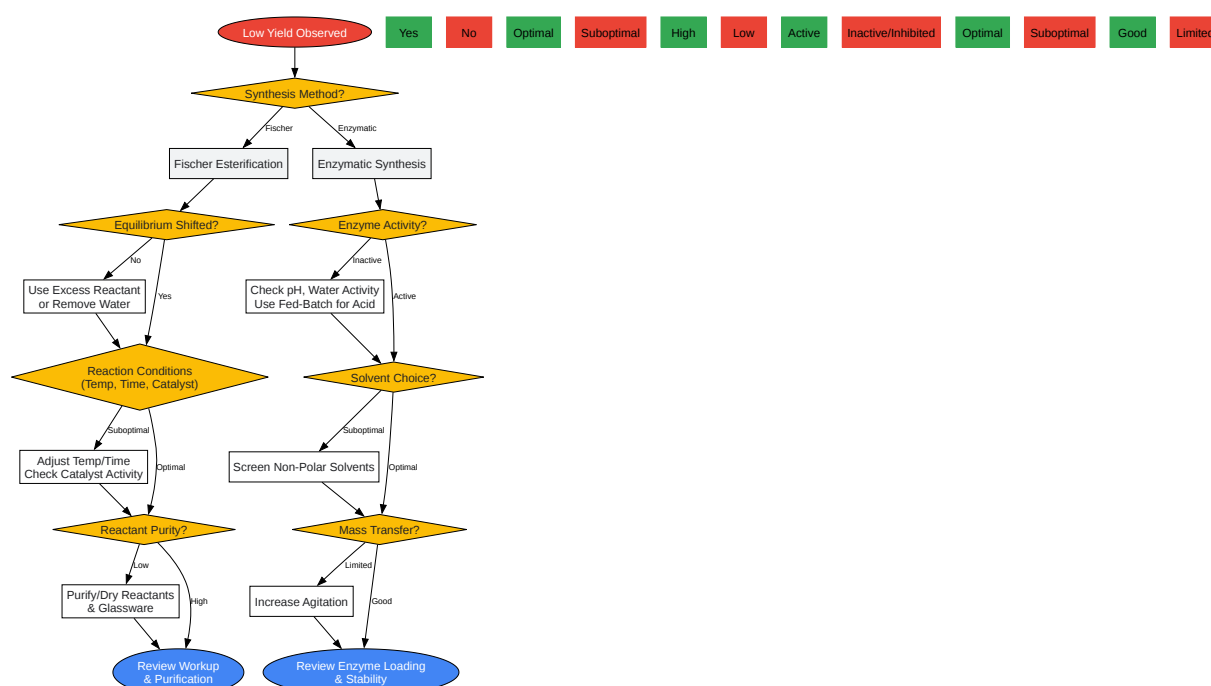 Low Yield Observed
Yes
No
Optimal
Suboptimal
High
Low
Active
Inactive/Inhibited
Optimal
Suboptimal
Good
Limited
Synthesis Method?
Fischer
Enzymatic
Fischer Esterification
Enzymatic Synthesis
Equilibrium Shifted?
Enzyme Activity?
No
Inactive
Use Excess Reactant
or Remove Water
Yes
Check pH, Water Activity
Use Fed-Batch for Acid
Active
Reaction Conditions
(Temp, Time, Catalyst)
Solvent Choice?
Suboptimal
Suboptimal
Adjust Temp/Time
Check Catalyst Activity
Optimal
Screen Non-Polar Solvents
Optimal
Reactant Purity?
Mass Transfer?
Low
Limited
Purify/Dry Reactants
& Glassware
High
Increase Agitation
Good
Review Workup
& Purification
Review Enzyme Loading
& Stability